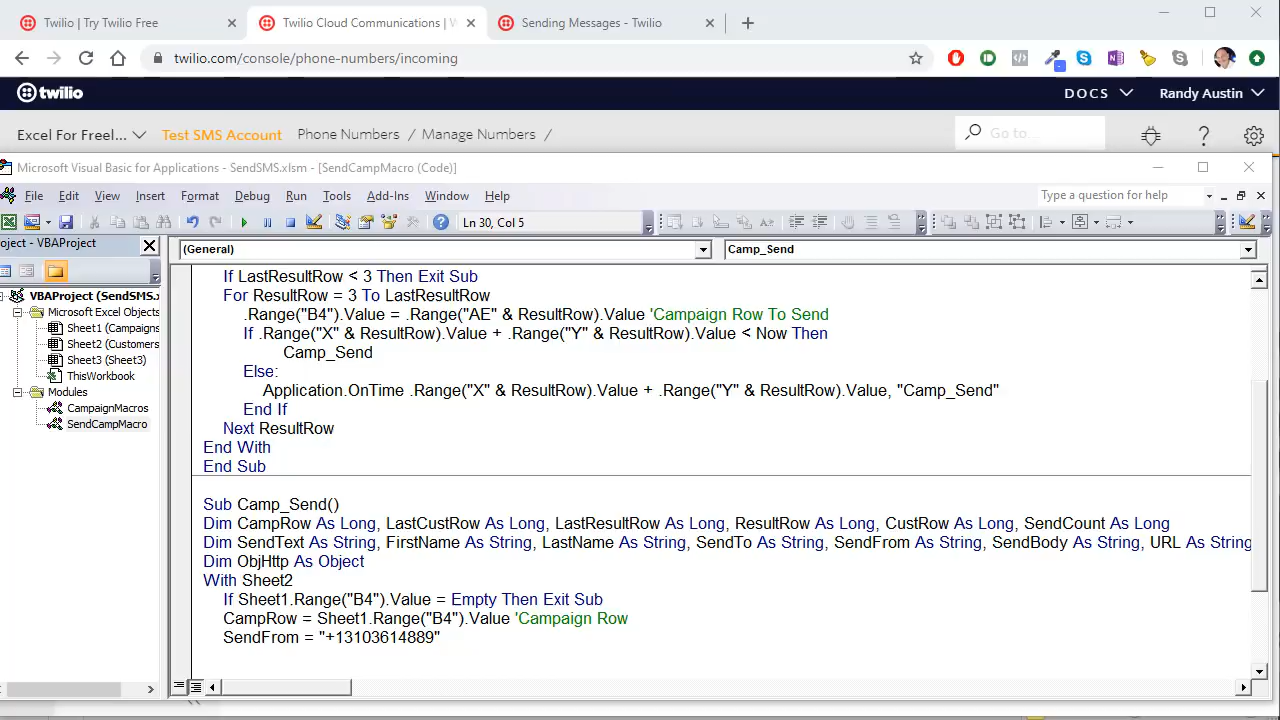 Twilio | Try Twilio Free
Twilio Cloud Communications | W
Sending Messages - Twilio
twilio.com/console/phone-numbers/incoming
twilio
DOCS
Randy Austin
Excel For Freel...
Test SMS Account
Phone Numbers / Manage Numbers /
Go to...
Microsoft Visual Basic for Applications - SendSMS.xlsm - [SendCampMacro (Code)]
File Edit View Insert Format Debug Run Tools Add-Ins Window Help
Type a question for help
Ln 30, Col 5
oject - VBAProject
(General)
Camp_Send
VBAProject (SendSMS.x
Microsoft Excel Objects
Sheet1 (Campaigns
Sheet2 (Customers
Sheet3 (Sheet3)
ThisWorkbook
Modules
CampaignMacros
SendCampMacro
If LastResultRow < 3 Then Exit Sub
For ResultRow = 3 To LastResultRow
.Range("B4").Value = .Range("AE" & ResultRow).Value 'Campaign Row To Send
If .Range("X" & ResultRow).Value + .Range("Y" & ResultRow).Value < Now Then
Camp_Send
Else:
Application.OnTime .Range("X" & ResultRow).Value + .Range("Y" & ResultRow).Value, "Camp_Send"
End If
Next ResultRow
End With
End Sub
Sub Camp_Send()
Dim CampRow As Long, LastCustRow As Long, LastResultRow As Long, ResultRow As Long, CustRow As Long, SendCount As Long
Dim SendText As String, FirstName As String, LastName As String, SendTo As String, SendFrom As String, SendBody As String, URL As String
Dim ObjHttp As Object
With Sheet2
If Sheet1.Range("B4").Value = Empty Then Exit Sub
CampRow = Sheet1.Range("B4").Value 'Campaign Row
SendFrom = "+13103614889"